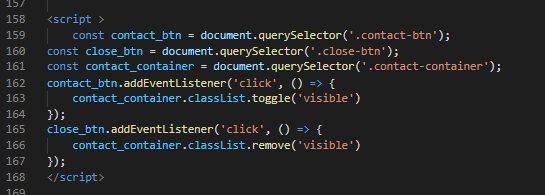 157
158 <script >
159 const contact_btn = document.querySelector('.contact-btn');
160 const close_btn = document.querySelector('.close-btn');
161 const contact_container = document.querySelector('.contact-container');
162 contact_btn.addEventListener('click', () => {
163 contact_container.classList.toggle('visible')
164 });
165 close_btn.addEventListener('click', () => {
166 contact_container.classList.remove('visible')
167 });
168 </script>